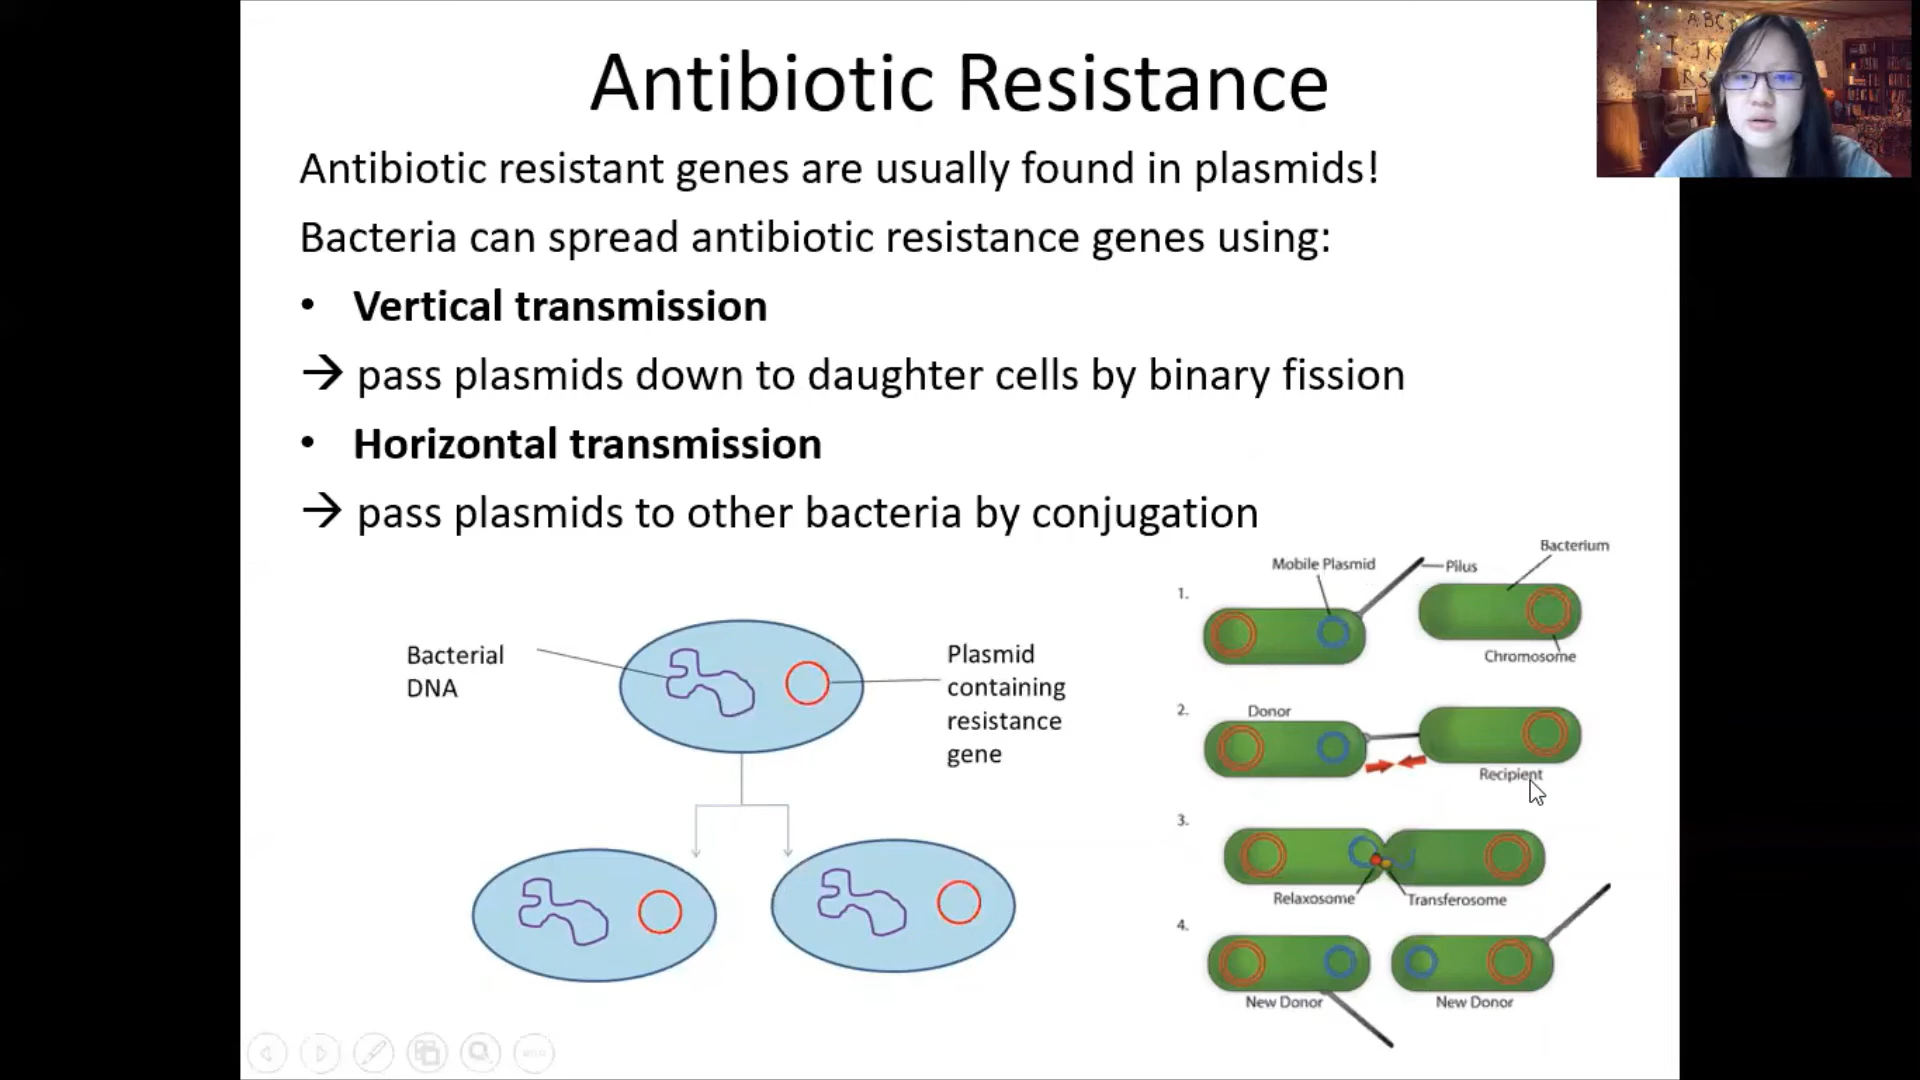 Antibiotic Resistance
Antibiotic resistant genes are usually found in plasmids!
Bacteria can spread antibiotic resistance genes using:
• Vertical transmission
→ pass plasmids down to daughter cells by binary fission
• Horizontal transmission
→ pass plasmids to other bacteria by conjugation
Bacterial
DNA
Plasmid
containing
resistance
gene
Bacterium
Mobile Plasmid
Pilus
1.
Chromosome
2.
Donor
Recipient
3.
Relaxosome
Transferosome
4.
New Donor
New Donor